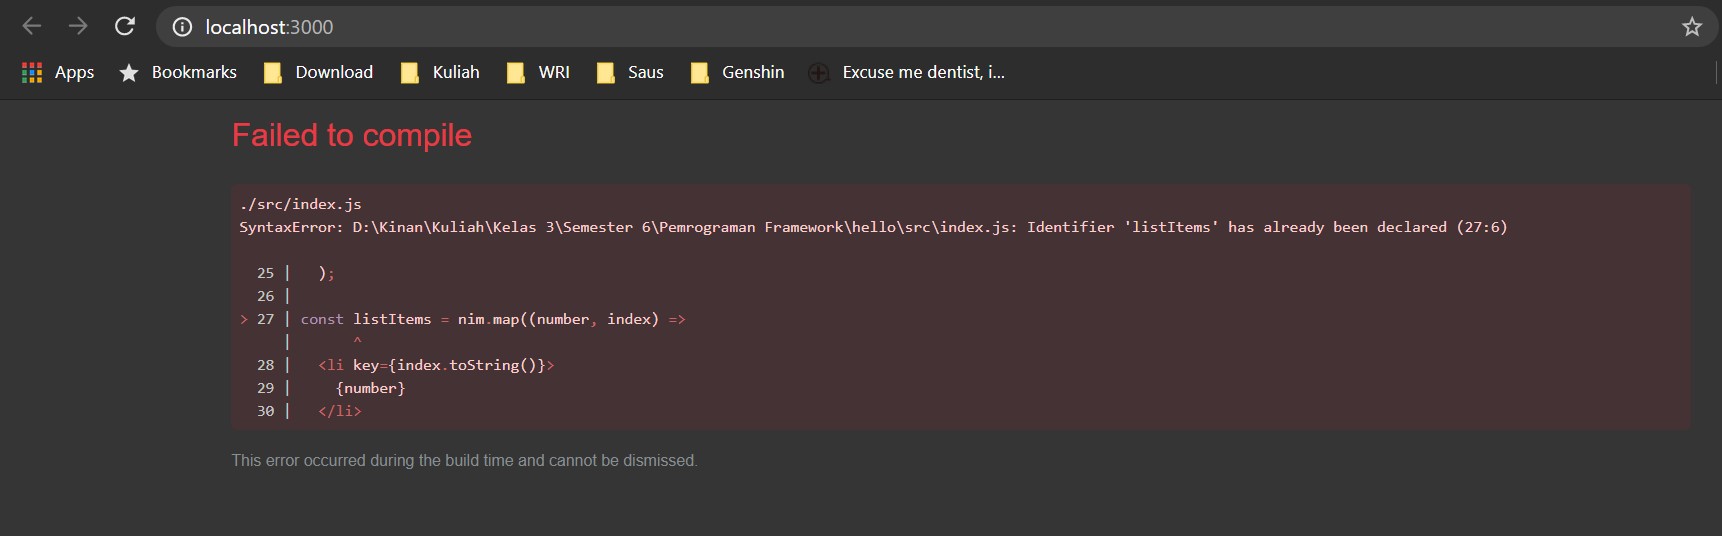 localhost:3000
Apps Bookmarks Download Kuliah WRI Saus Genshin Excuse me dentist, i...
Failed to compile
./src/index.js
SyntaxError: D:\Kinan\Kuliah\Kelas 3\Semester 6\Pemrograman Framework\hello\src\index.js: Identifier 'listItems' has already been declared (27:6)
  25 |   );
  26 |
> 27 | const listItems = nim.map((number, index) =>
     |       ^
  28 |   <li key={index.toString()}>
  29 |     {number}
  30 |   </li>
This error occurred during the build time and cannot be dismissed.